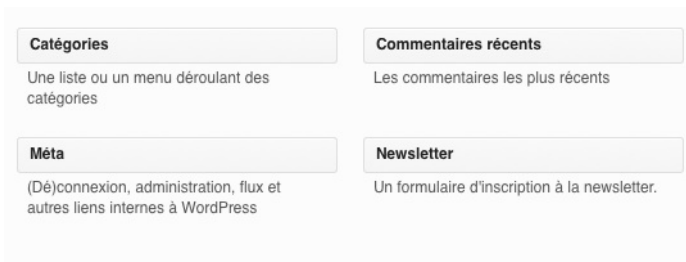 Catégories
Une liste ou un menu déroulant des
catégories
Commentaires récents
Les commentaires les plus récents
Méta
(Dé)connexion, administration, flux et
autres liens internes à WordPress
Newsletter
Un formulaire d'inscription à la newsletter.